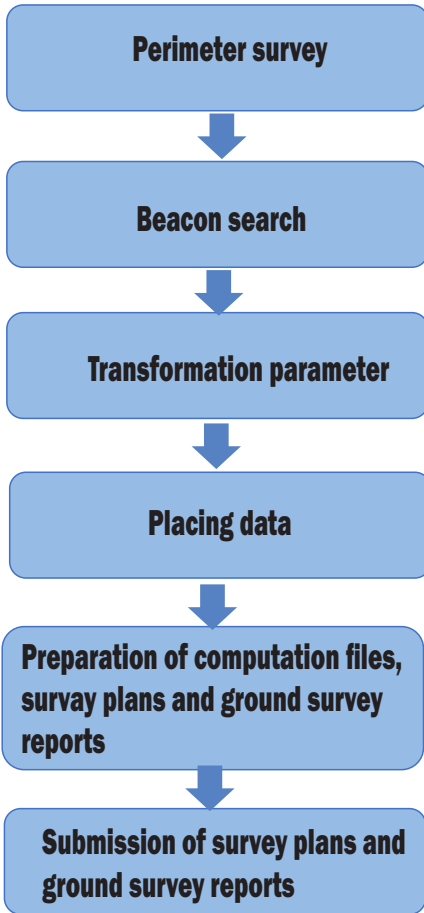 Perimeter survey
Beacon search
Transformation parameter
Placing data
Preparation of computation files,
survay plans and ground survey
reports
Submission of survey plans and
ground survey reports